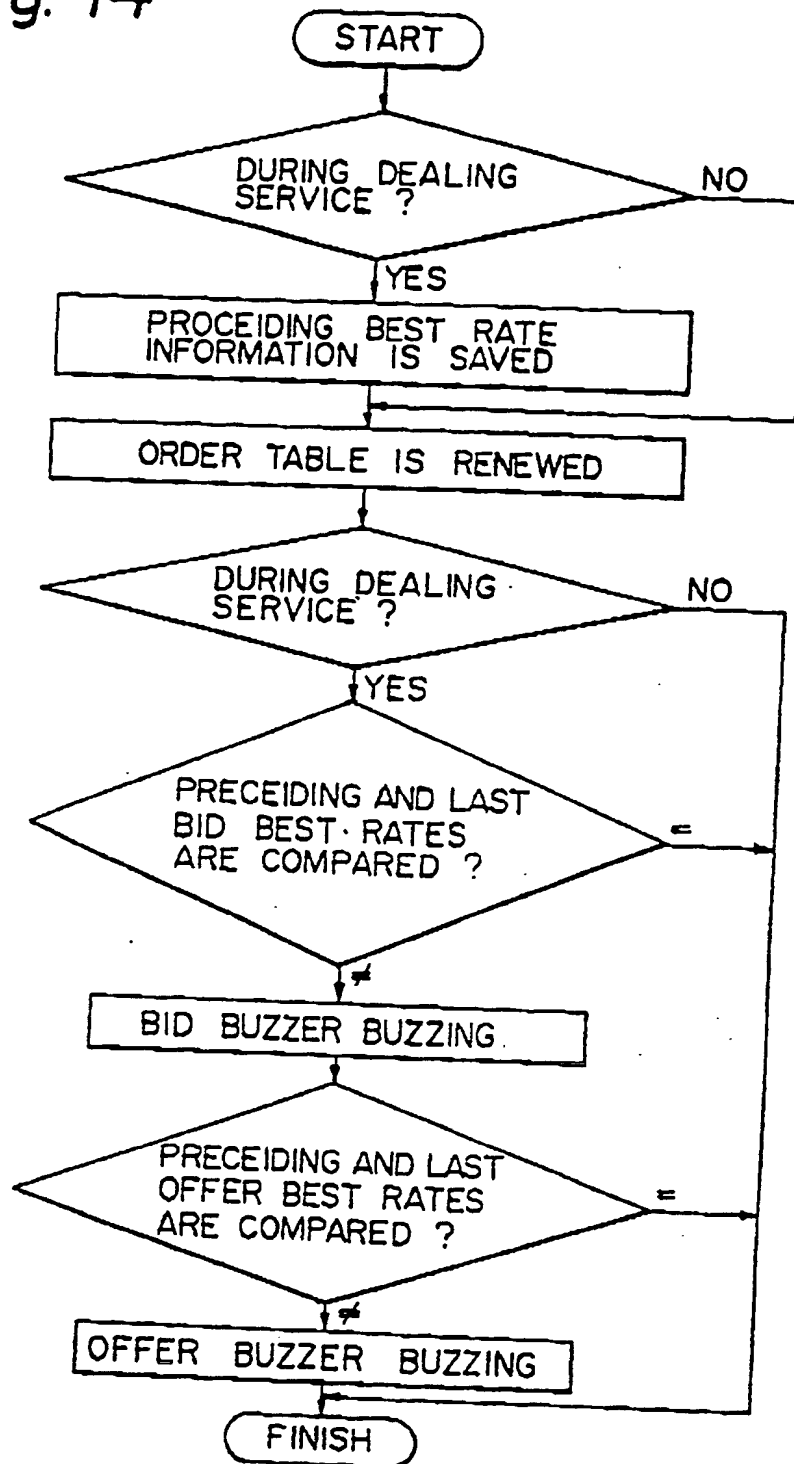 g. 14
START
DURING DEALING
SERVICE ?
NO
YES
PROCEIDING BEST RATE
INFORMATION IS SAVED
ORDER TABLE IS RENEWED
DURING DEALING
SERVICE ?
NO
YES
PRECEIDING AND LAST
BID BEST RATES
ARE COMPARED ?
=
≠
BID BUZZER BUZZING
PRECEIDING AND LAST
OFFER BEST RATES
ARE COMPARED ?
=
≠
OFFER BUZZER BUZZING
FINISH